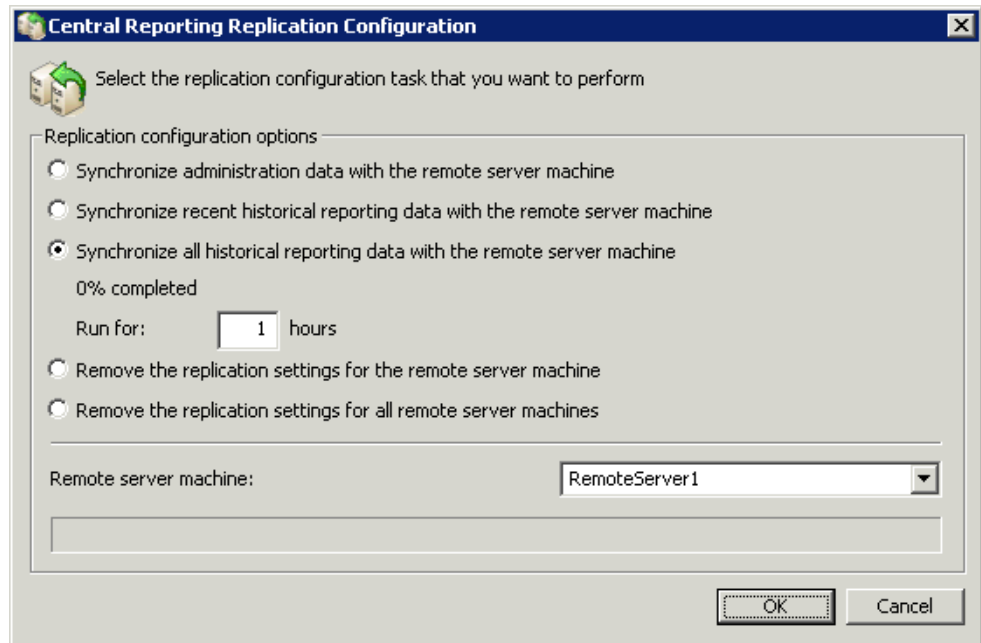 Central Reporting Replication Configuration
Select the replication configuration task that you want to perform
Replication configuration options
Synchronize administration data with the remote server machine
Synchronize recent historical reporting data with the remote server machine
Synchronize all historical reporting data with the remote server machine
0% completed
Run for: 1 hours
Remove the replication settings for the remote server machine
Remove the replication settings for all remote server machines
Remote server machine: RemoteServer1
OK Cancel